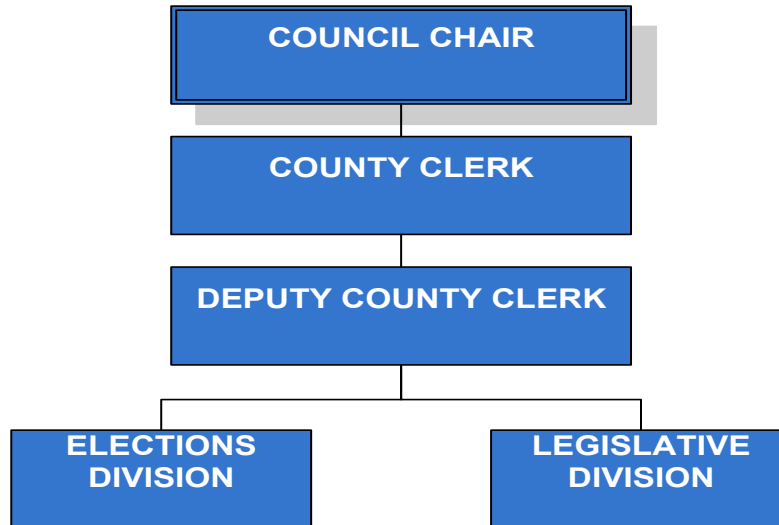 COUNCIL CHAIR
COUNTY CLERK
DEPUTY COUNTY CLERK
ELECTIONS
DIVISION
LEGISLATIVE
DIVISION